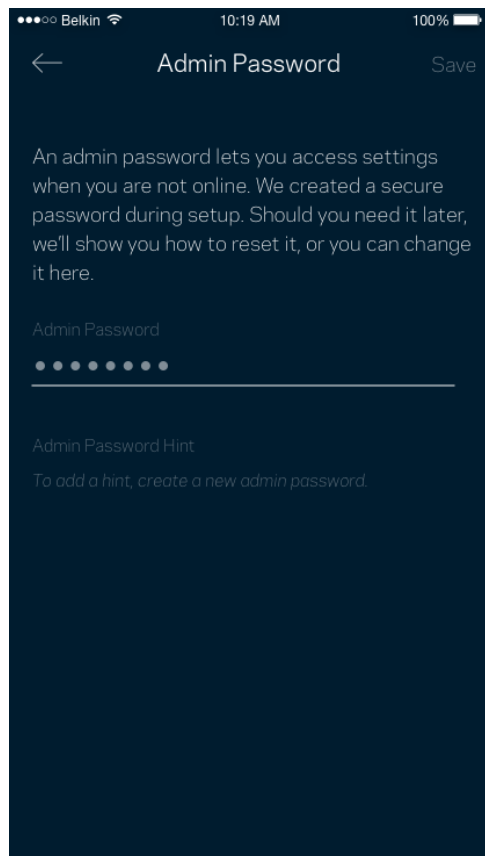 Belkin 10:19 AM 100%
Admin Password Save
An admin password lets you access settings
when you are not online. We created a secure
password during setup. Should you need it later,
we'll show you how to reset it, or you can change
it here.
Admin Password
••••••••
Admin Password Hint
To add a hint, create a new admin password.